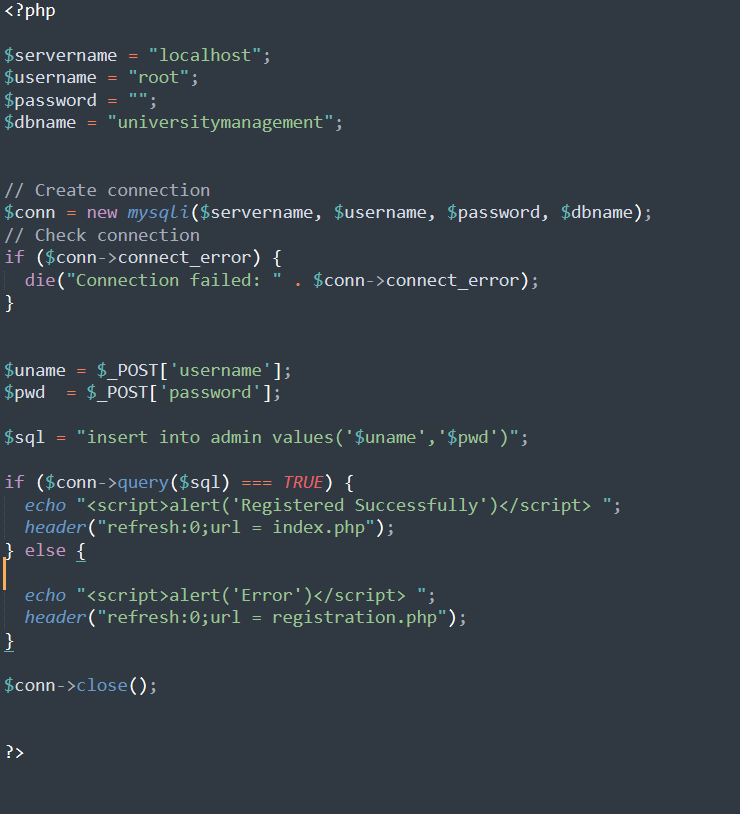 <?php
$servername = "localhost";
$username = "root";
$password = "";
$dbname = "universitymanagement";
// Create connection
$conn = new mysqli($servername, $username, $password, $dbname);
// Check connection
if ($conn->connect_error) {
  die("Connection failed: " . $conn->connect_error);
}
$uname = $_POST['username'];
$pwd  = $_POST['password'];
$sql = "insert into admin values('$uname','$pwd')";
if ($conn->query($sql) === TRUE) {
  echo "<script>alert('Registered Successfully')</script> ";
  header("refresh:0;url = index.php");
} else {
  echo "<script>alert('Error')</script> ";
  header("refresh:0;url = registration.php");
}
$conn->close();
?>